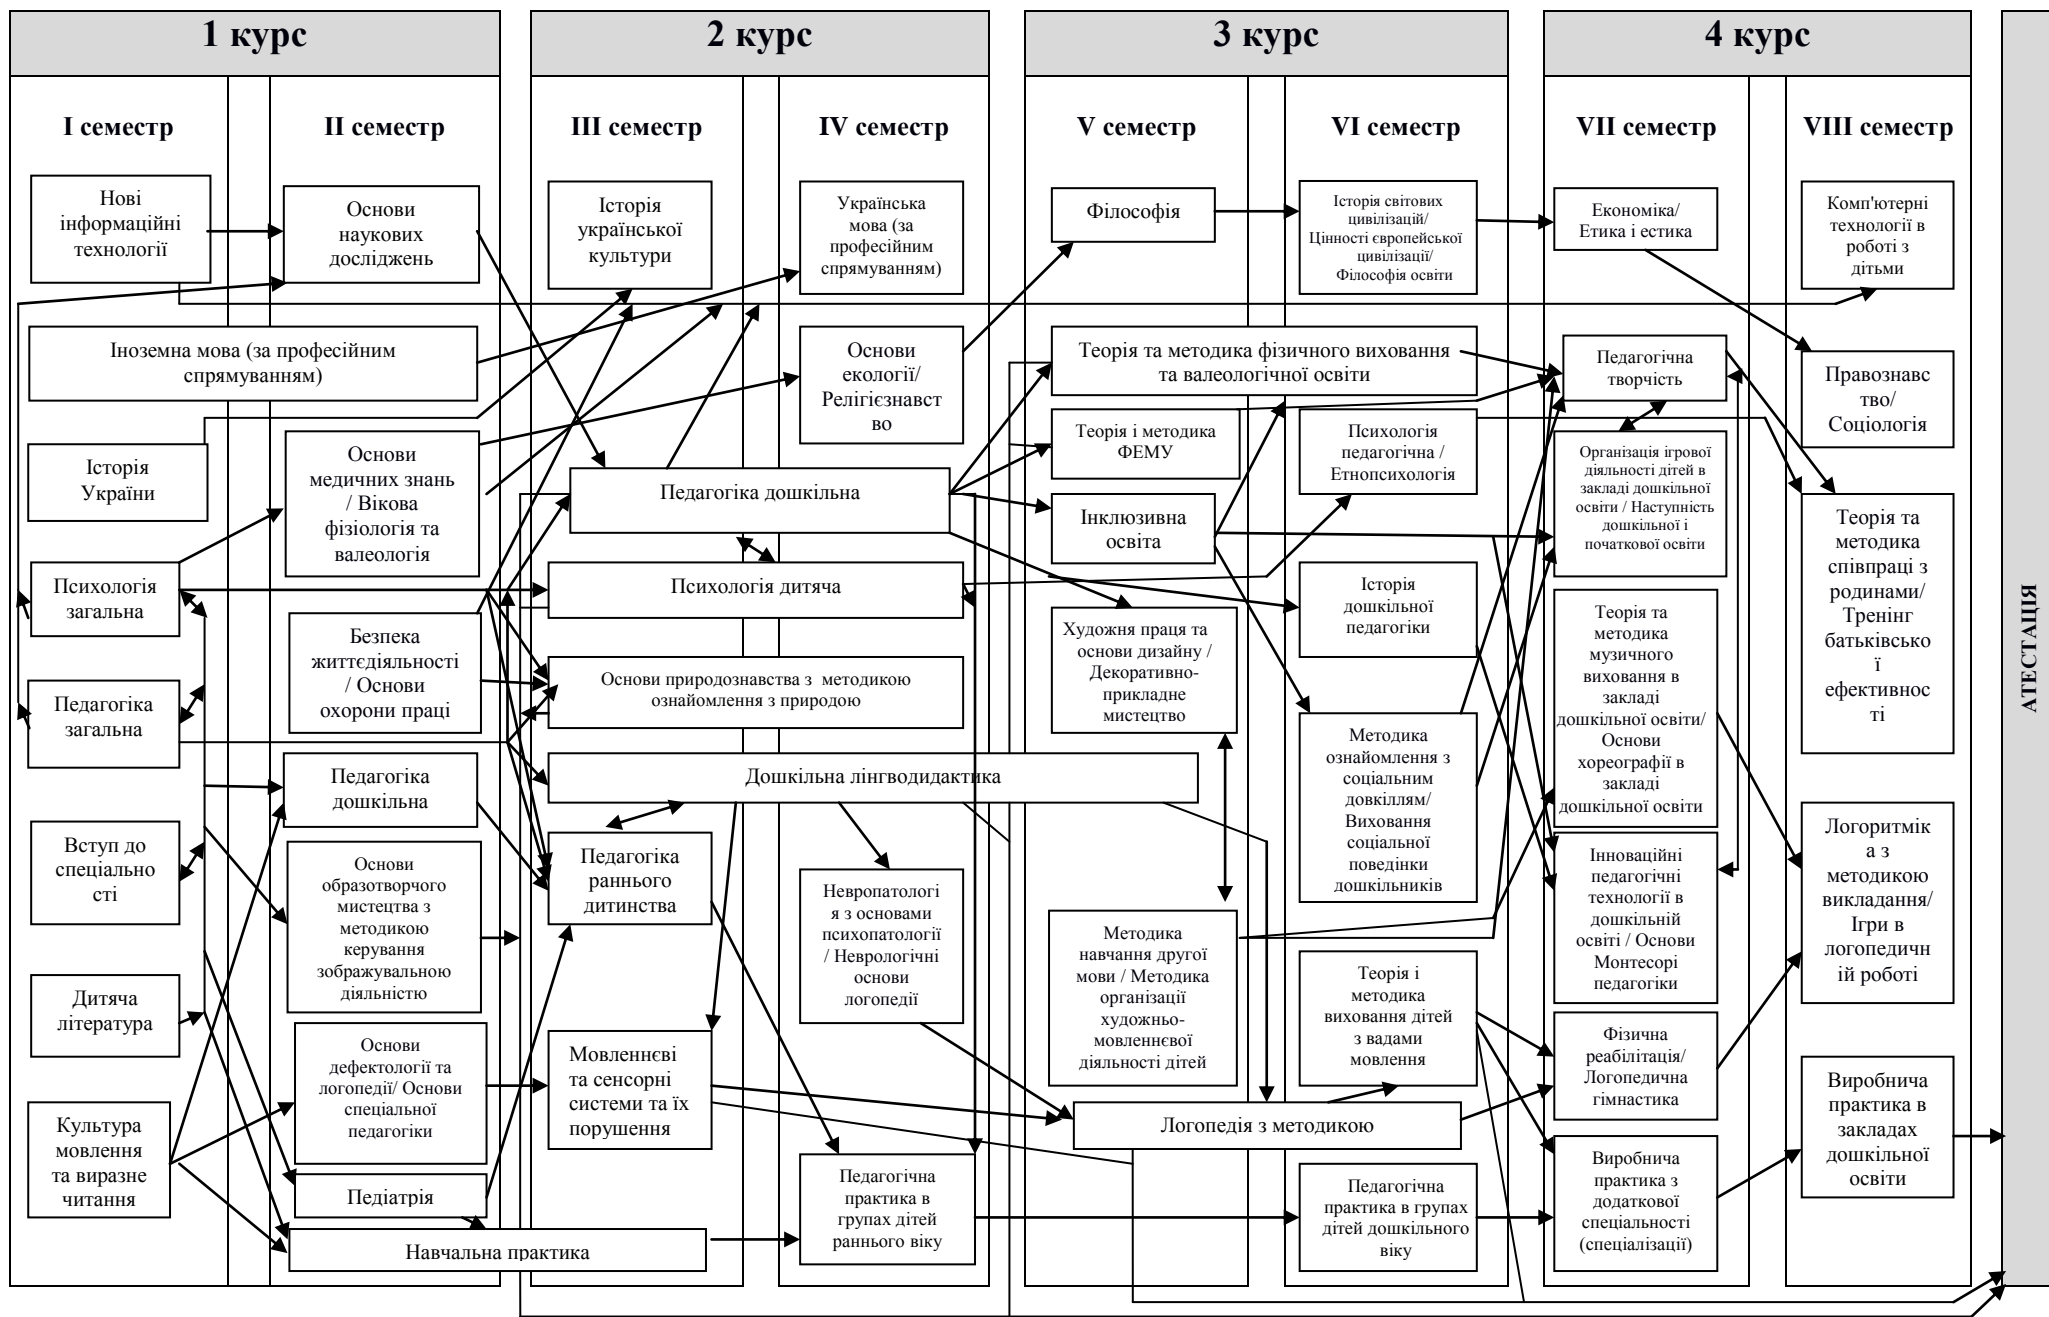 1 курс
2 курс
3 курс
4 курс
I семестр
II семестр
III семестр
IV семестр
V семестр
VI семестр
VII семестр
VIII семестр
Нові
інформаційні
технології
Іноземна мова (за професійним
спрямуванням)
Історія
України
Психологія
загальна
Педагогіка
загальна
Вступ до
спеціально
сті
Дитяча
література
Культура
мовлення
та виразне
читання
Основи
наукових
досліджень
Основи
медичних знань
/ Вікова
фізіологія та
валеологія
Безпека
життєдіяльності
/ Основи
охорони праці
Педагогіка
дошкільна
Основи
образотворчого
мистецтва з
методикою
керування
зображувальною
діяльністю
Основи
дефектології та
логопедії/ Основи
спеціальної
педагогіки
Педіатрія
Навчальна практика
Історія
української
культури
Педагогіка дошкільна
Психологія дитяча
Основи природознавства з методикою
ознайомлення з природою
Дошкільна лінгводидактика
Педагогіка
раннього
дитинства
Мовленнєві
та сенсорні
системи та їх
порушення
Українська
мова (за
професійним
спрямуванням)
Основи
екології/
Релігієзнавст
во
Невропатологі
я з основами
психопатології
/ Неврологічні
основи
логопедії
Педагогічна
практика в
групах дітей
раннього віку
Філософія
Теорія та методика фізичного виховання
та валеологічної освіти
Теорія і методика
ФЕМУ
Інклюзивна
освіта
Художня праця та
основи дизайну /
Декоративно-
прикладне
мистецтво
Методика
навчання другої
мови / Методика
організації
художньо-
мовленнєвої
діяльності дітей
Логопедія з методикою
Історія світових
цивілізацій/
Цінності європейської
цивілізації/
Філософія освіти
Психологія
педагогічна /
Етнопсихологія
Історія
дошкільної
педагогіки
Методика
ознайомлення з
соціальним
довкіллям/
Виховання
соціальної
поведінки
дошкільників
Теорія і
методика
виховання дітей
з вадами
мовлення
Педагогічна
практика в групах
дітей дошкільного
віку
Економіка/
Етика і естика
Педагогічна
творчість
Організація ігрової
діяльності дітей в
закладі дошкільної
освіти / Наступність
дошкільної і
початкової освіти
Теорія та
методика
музичного
виховання в
закладі
дошкільної освіти/
Основи
хореографії в
закладі
дошкільної освіти
Інноваційні
педагогічні
технології в
дошкільній
освіті / Основи
Монтесорі
педагогіки
Фізична
реабілітація/
Логопедична
гімнастика
Виробнича
практика з
додаткової
спеціальності
(спеціалізації)
Комп'ютерні
технології в
роботі з
дітьми
Правознавс
тво/
Соціологія
Теорія та
методика
співпраці з
родинами/
Тренінг
батьківсько
ї
ефективнос
ті
Логоритмік
а з
методикою
викладання/
Ігри в
логопедичн
ій роботі
Виробнича
практика в
закладах
дошкільної
освіти
АТЕСТАЦІЯ